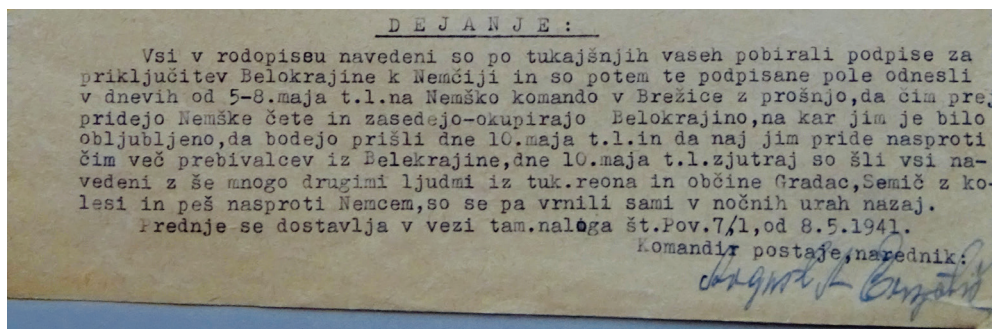 DEJANJE:
Vsi v rodopisu navedeni so po tukajšnjih vaseh pobirali podpise za
priključitev Belokrajine k Nemčiji in so potem te podpisane pole odnesli
v dnevih od 5-8.maja t.l.na Nemško komando v Brežice z prošnjo,da čim prej
pridejo Nemške čete in zasedejo-okupirajo Belokrajino,na kar jim je bilo
obljubljeno,da bodejo prišli dne 10.maja t.l.in da naj jim pride nasproti
čim več prebivalcev iz Belekrajine,dne 10.maja t.l.zjutraj so šli vsi na-
vedeni z še mnogo drugimi ljudmi iz tuk.reona in občine Gradac,Semič z ko-
lesi in peš nasproti Nemcem,so se pa vrnili sami v nočnih urah nazaj.
Prednje se dostavlja v vezi tam.naloga št.Pov.7/1,od 8.5.1941.
Komandir postaje,narednik: